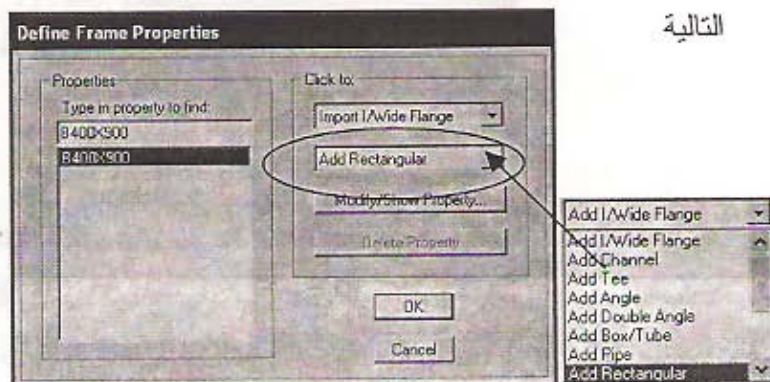 التالية
Define Frame Properties
Properties
Type in property to find:
B400X900
B400X900
Click to:
Import I/Wide Flange
Add Rectangular
Modify/Show Property...
Delete Property
OK
Cancel
Add I/Wide Flange
Add I/Wide Flange
Add Channel
Add Tee
Add Angle
Add Double Angle
Add Box/Tube
Add Pipe
Add Rectangular